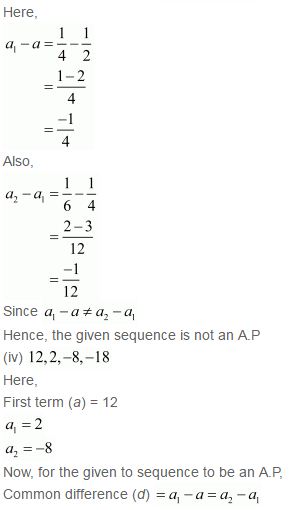 Here,
a₁ − a = 1/4 − 1/2
= (1−2)/4
= −1/4
Also,
a₂ − a₁ = 1/6 − 1/4
= (2−3)/12
= −1/12
Since a₁ − a ≠ a₂ − a₁
Hence, the given sequence is not an A.P
(iv) 12, 2, −8, −18
Here,
First term (a) = 12
a₁ = 2
a₂ = −8
Now, for the given to sequence to be an A.P,
Common difference (d) = a₁ − a = a₂ − a₁